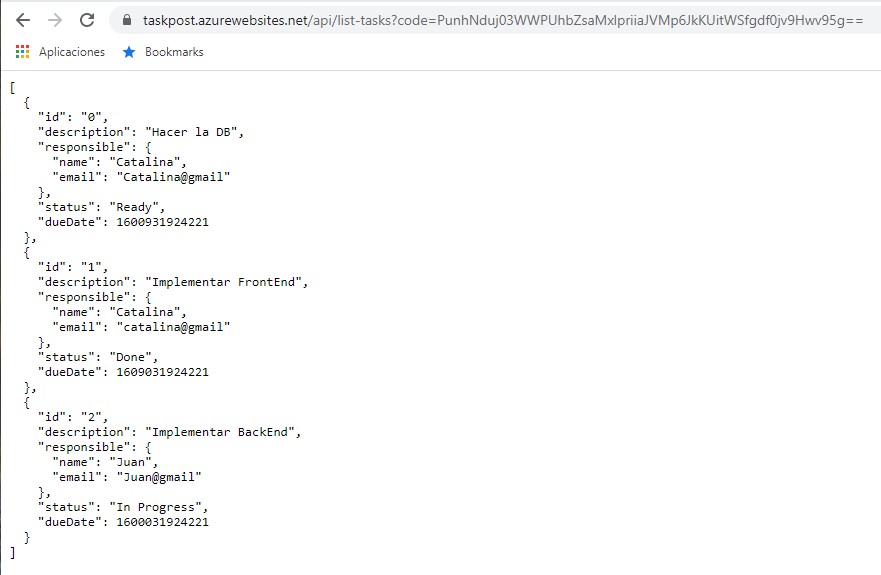 taskpost.azurewebsites.net/api/list-tasks?code=PunhNduj03WWPUhbZsaMxlpriiaJVMp6JkKUitWSfgdf0jv9Hwv95g==
Aplicaciones Bookmarks
[
  {
    "id": "0",
    "description": "Hacer la DB",
    "responsible": {
      "name": "Catalina",
      "email": "Catalina@gmail"
    },
    "status": "Ready",
    "dueDate": 1600931924221
  },
  {
    "id": "1",
    "description": "Implementar FrontEnd",
    "responsible": {
      "name": "Catalina",
      "email": "catalina@gmail"
    },
    "status": "Done",
    "dueDate": 1609031924221
  },
  {
    "id": "2",
    "description": "Implementar BackEnd",
    "responsible": {
      "name": "Juan",
      "email": "Juan@gmail"
    },
    "status": "In Progress",
    "dueDate": 1600031924221
  }
]